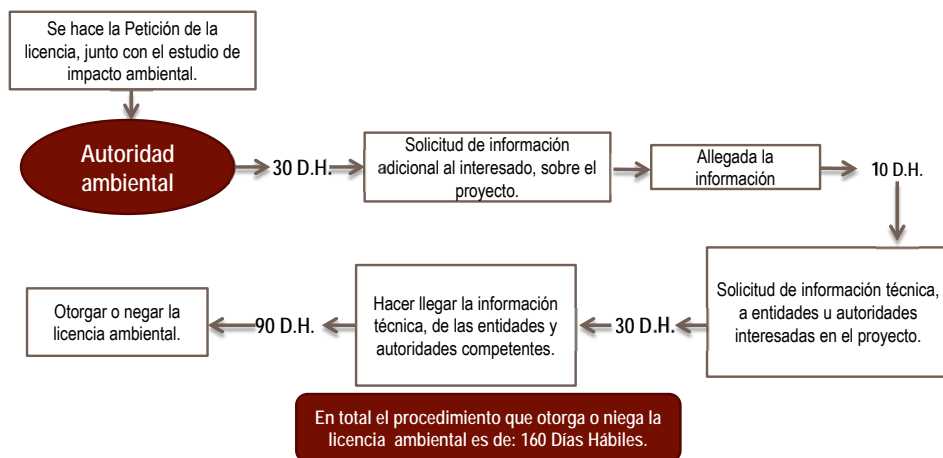 Se hace la Petición de la
licencia, junto con el estudio de
impacto ambiental.
Autoridad
ambiental
30 D.H.
Solicitud de información
adicional al interesado, sobre el
proyecto.
Allegada la
información
10 D.H.
Solicitud de información técnica,
a entidades u autoridades
interesadas en el proyecto.
30 D.H.
Hacer llegar la información
técnica, de las entidades y
autoridades competentes.
90 D.H.
Otorgar o negar la
licencia ambiental.
En total el procedimiento que otorga o niega la
licencia ambiental es de: 160 Días Hábiles.